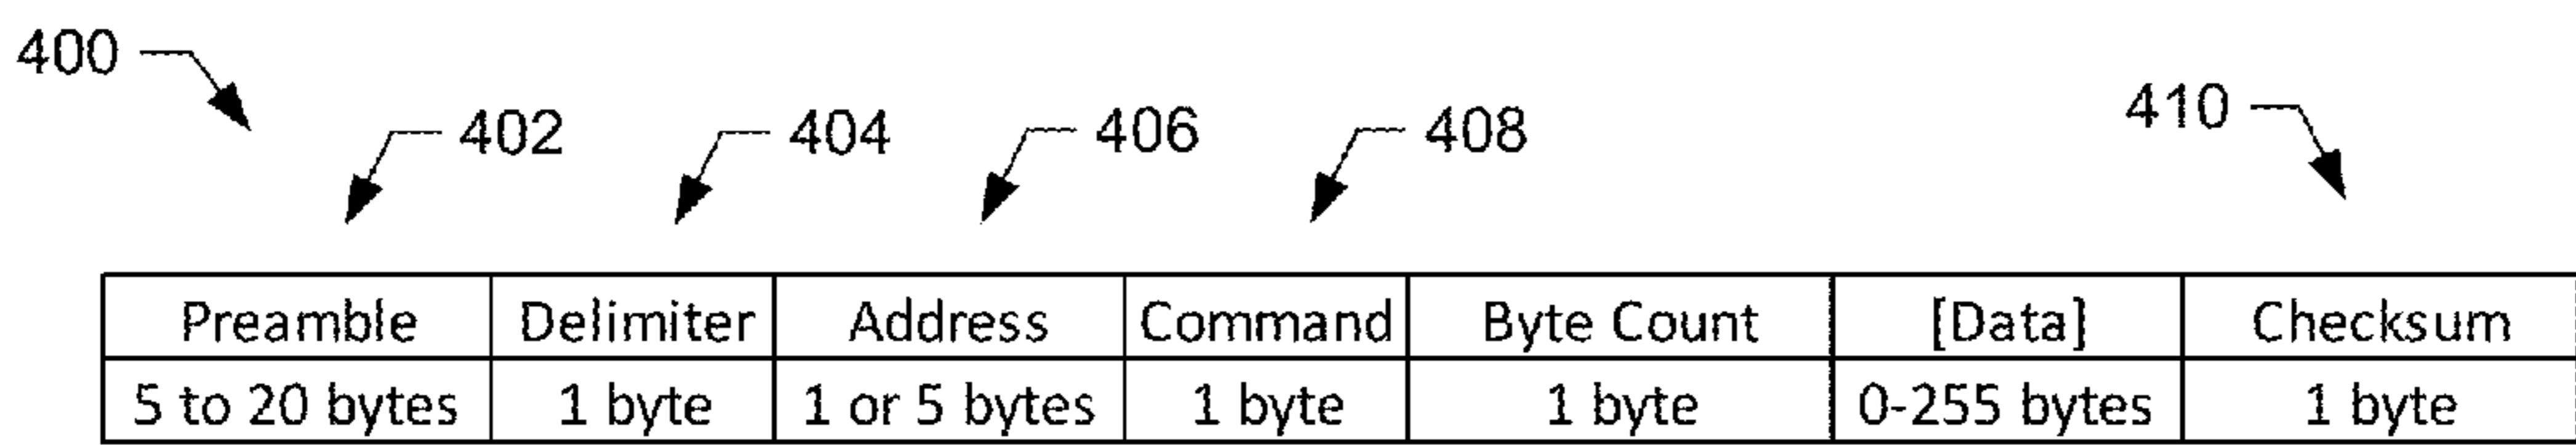 400
402 404 406 408 410
Preamble Delimiter Address Command Byte Count [Data] Checksum
5 to 20 bytes 1 byte 1 or 5 bytes 1 byte 1 byte 0-255 bytes 1 byte